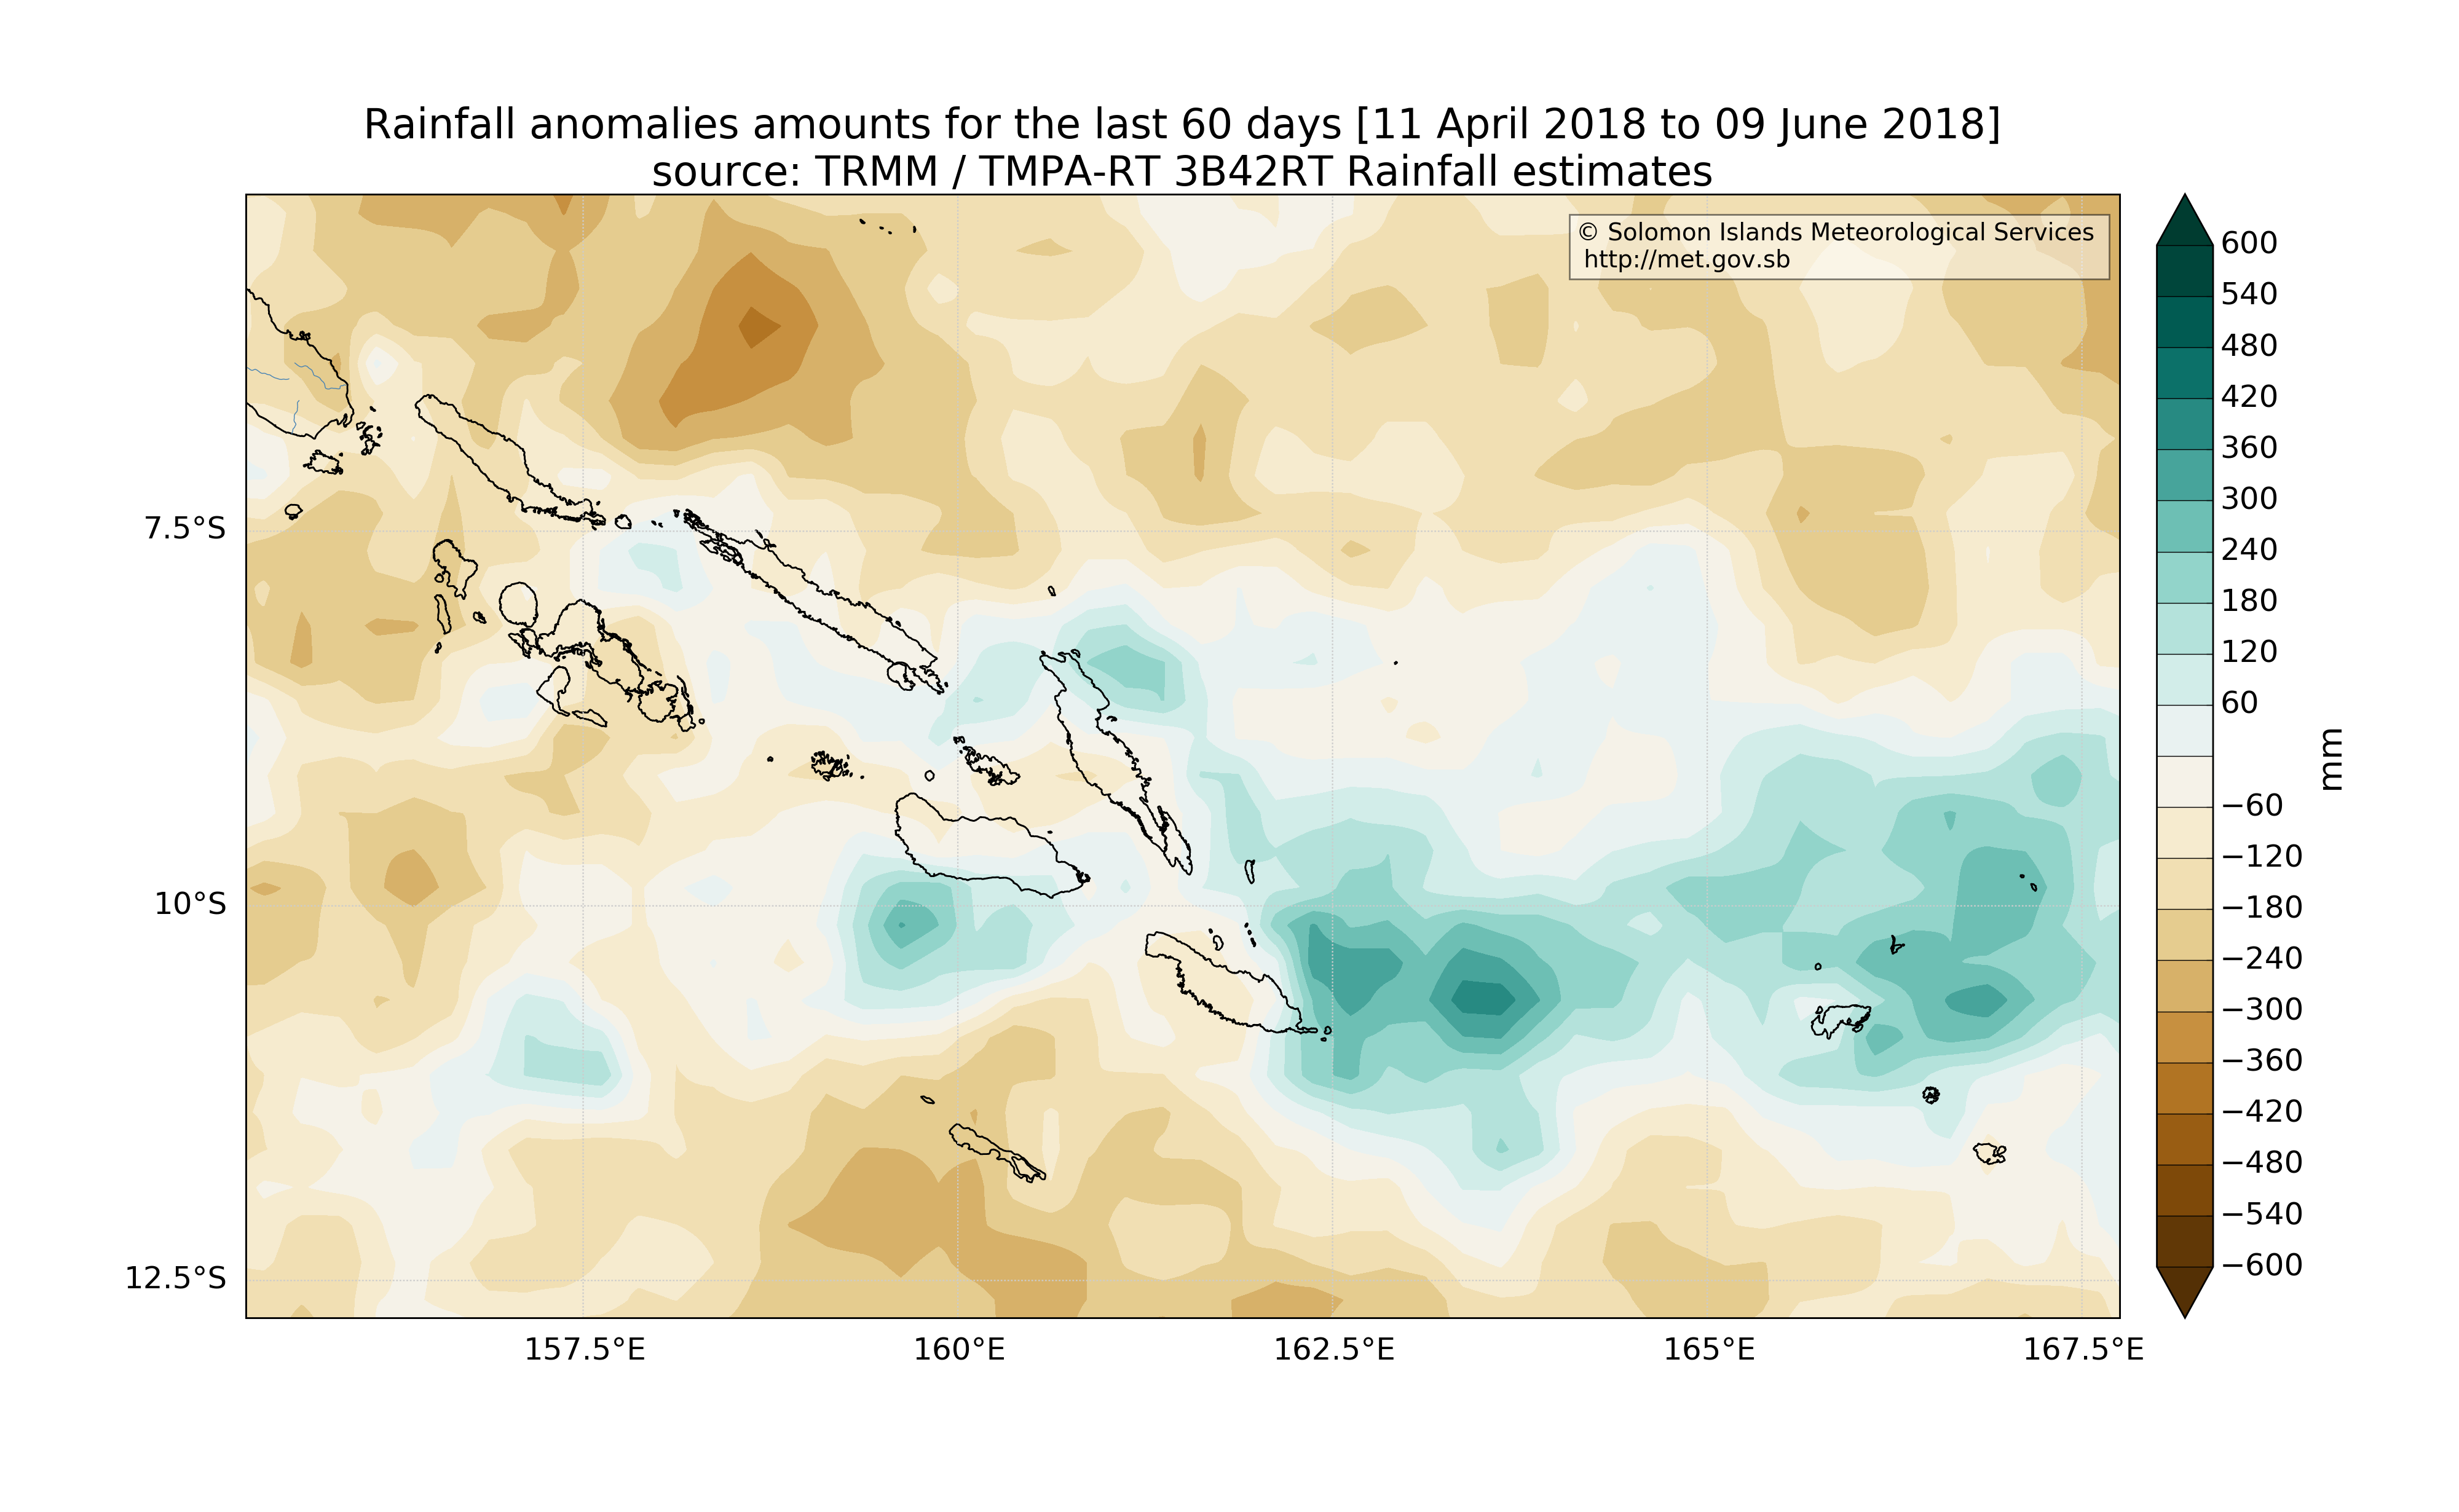 Rainfall anomalies amounts for the last 60 days [11 April 2018 to 09 June 2018]
source: TRMM / TMPA-RT 3B42RT Rainfall estimates
© Solomon Islands Meteorological Services
http://met.gov.sb
7.5°S
10°S
12.5°S
157.5°E
160°E
162.5°E
165°E
167.5°E
600
540
480
420
360
300
240
180
120
60
−60
−120
−180
−240
−300
−360
−420
−480
−540
−600
mm